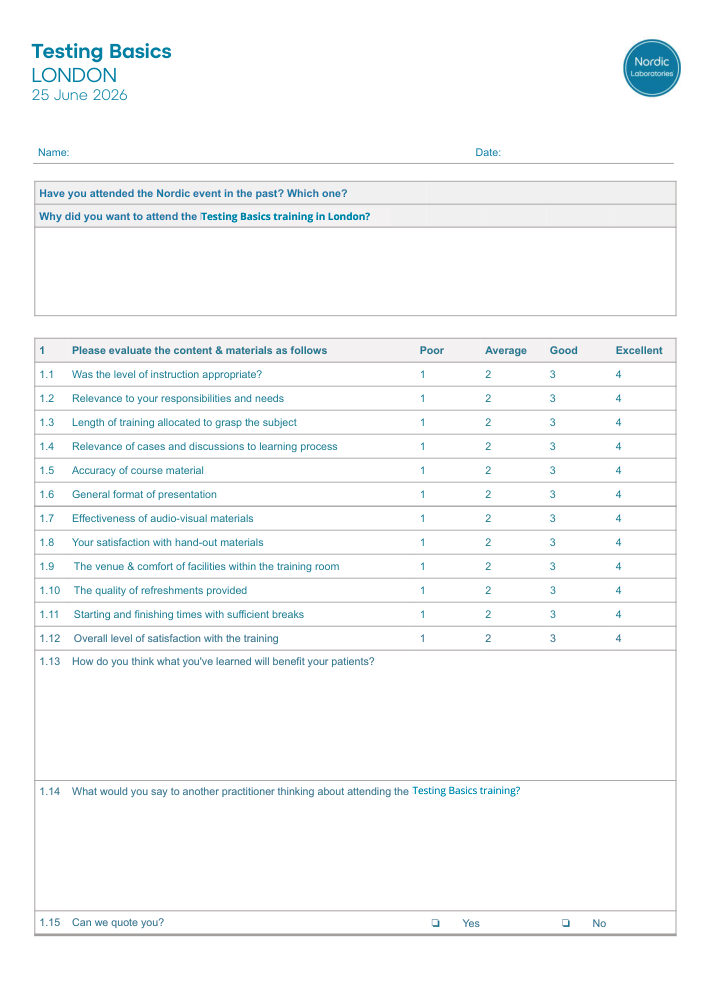 Testing Basics
LONDON
25 June 2026
Nordic
Laboratories
Name: Date:
Have you attended the Nordic event in the past? Which one?
Why did you want to attend the Testing Basics training in London?
1 Please evaluate the content & materials as follows Poor Average Good Excellent
1.1 Was the level of instruction appropriate? 1 2 3 4
1.2 Relevance to your responsibilities and needs 1 2 3 4
1.3 Length of training allocated to grasp the subject 1 2 3 4
1.4 Relevance of cases and discussions to learning process 1 2 3 4
1.5 Accuracy of course material 1 2 3 4
1.6 General format of presentation 1 2 3 4
1.7 Effectiveness of audio-visual materials 1 2 3 4
1.8 Your satisfaction with hand-out materials 1 2 3 4
1.9 The venue & comfort of facilities within the training room 1 2 3 4
1.10 The quality of refreshments provided 1 2 3 4
1.11 Starting and finishing times with sufficient breaks 1 2 3 4
1.12 Overall level of satisfaction with the training 1 2 3 4
1.13 How do you think what you've learned will benefit your patients?
1.14 What would you say to another practitioner thinking about attending the Testing Basics training?
1.15 Can we quote you? ❏ Yes ❏ No